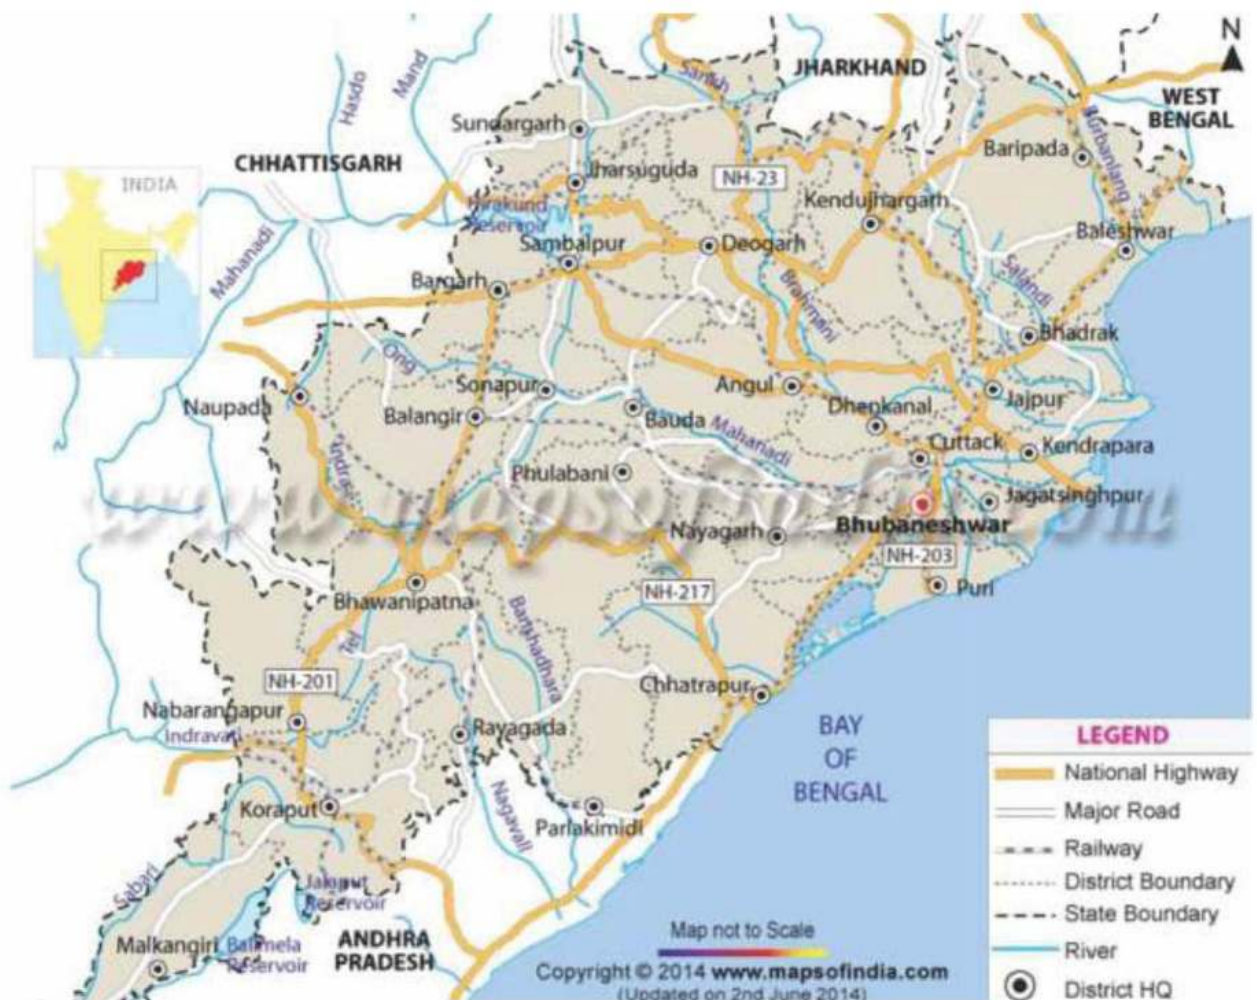 N
JHARKHAND
WEST
BENGAL
Hasdo
Mand
Sankh
Sundargarh
CHHATTISGARH
INDIA
Jharsuguda
NH-23
Baripada
Burbanlang
Hirakund
Reservoir
Kendujhargarh
Sambalpur
Deogarh
Baleshwar
Mahanadi
Bargarh
Brahmani
Salandi
Bhadrak
Ong
Sonapur
Angul
Jajpur
Naupada
Balangir
Bauda
Dhenkanal
Mahanadi
Cuttack
Kendrapara
Phulabani
Jagatsinghpur
www.mapsofindia.com
Nayagarh
Bhubaneshwar
NH-203
Bhawanipatna
NH-217
Puri
Tel
NH-201
Chhatrapur
Nabarangapur
Indravati
Rayagada
BAY
OF
BENGAL
Koraput
Nagavali
Parlakimidi
Sabari
Jalaput
Reservoir
Malkangiri
Balimela
Reservoir
ANDHRA
PRADESH
LEGEND
National Highway
Major Road
Railway
District Boundary
State Boundary
River
District HQ
Map not to Scale
Copyright © 2014 www.mapsofindia.com
(Updated on 2nd June 2014)